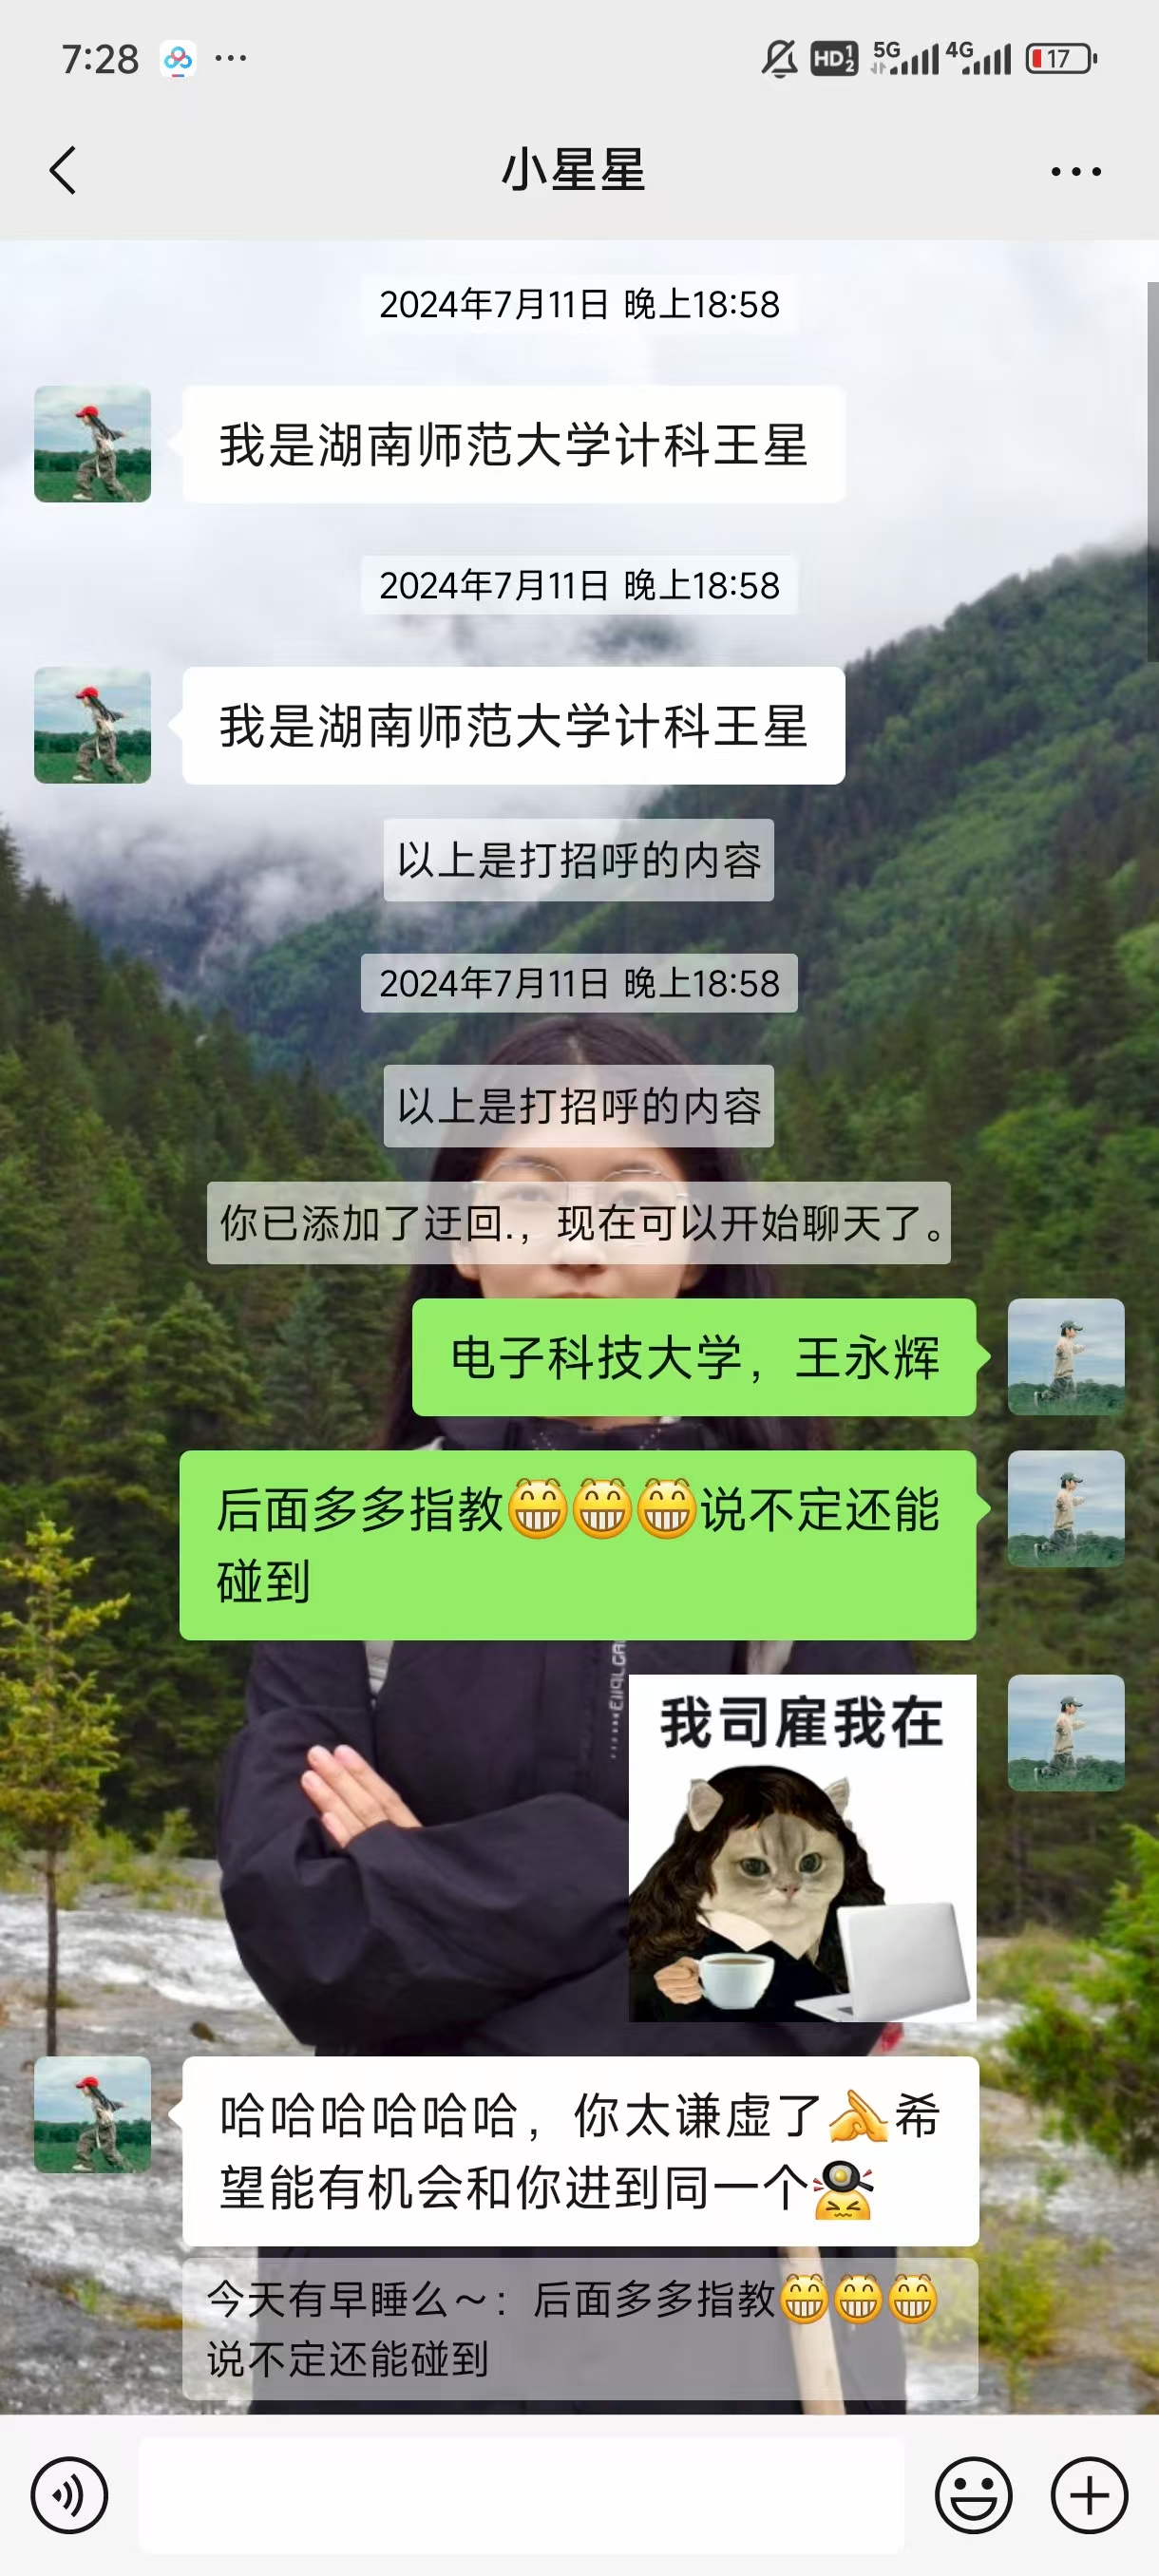 7:28
HD 1 2 5G 4G 17
小星星
2024年7月11日 晚上18:58
我是湖南师范大学计科王星
2024年7月11日 晚上18:58
我是湖南师范大学计科王星
以上是打招呼的内容
2024年7月11日 晚上18:58
以上是打招呼的内容
你已添加了迂回.，现在可以开始聊天了。
电子科技大学，王永辉
后面多多指教😁😁😁说不定还能
碰到
我司雇我在
哈哈哈哈哈哈，你太谦虚了🫴希
望能有机会和你进到同一个
今天有早睡么～：后面多多指教😁😁😁
说不定还能碰到